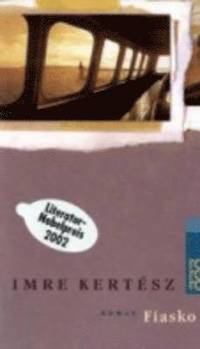 Literatur-
Nobelpreis
2002
IMRE KERTÉSZ
ROMAN Fiasko